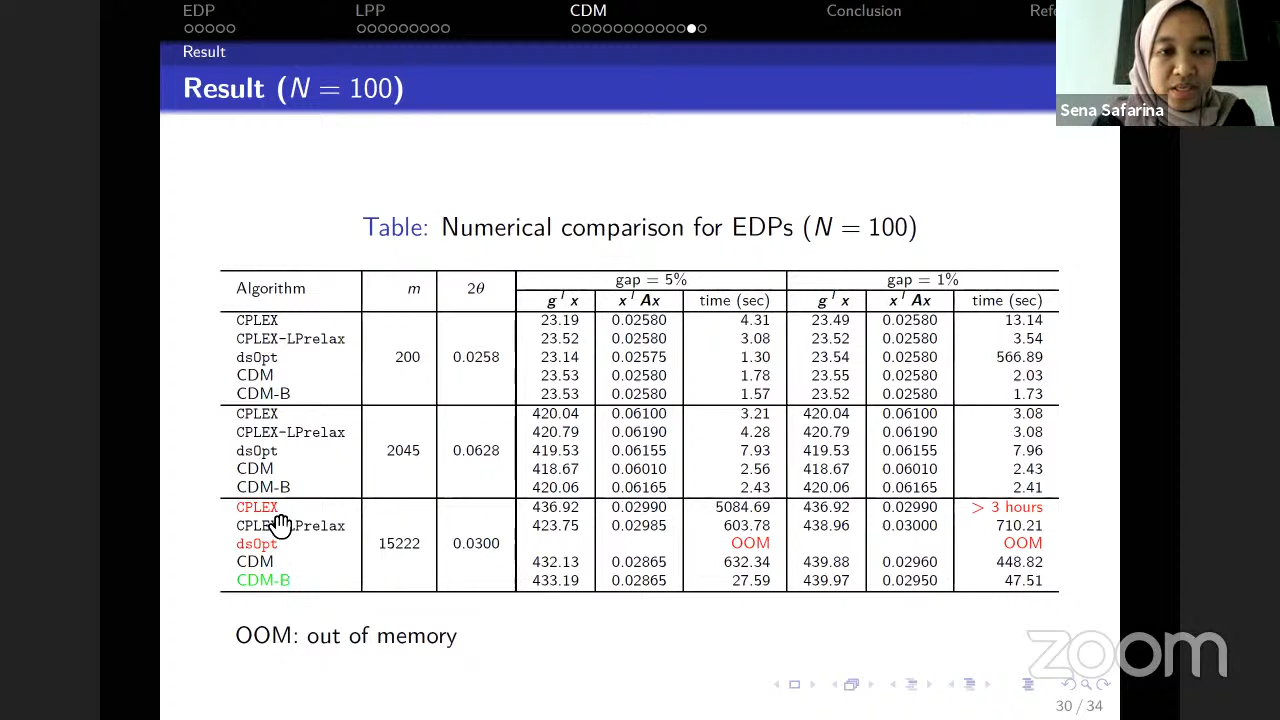 EDP LPP CDM Conclusion Refe
Result
Result (N = 100)
Sena Safarina
Table: Numerical comparison for EDPs (N = 100)
Algorithm m 2θ gap = 5% gap = 1%
g⊤x x⊤Ax time (sec) g⊤x x⊤Ax time (sec)
CPLEX 23.19 0.02580 4.31 23.49 0.02580 13.14
CPLEX-LPrelax 23.52 0.02580 3.08 23.52 0.02580 3.54
dsOpt 200 0.0258 23.14 0.02575 1.30 23.54 0.02580 566.89
CDM 23.53 0.02580 1.78 23.55 0.02580 2.03
CDM-B 23.53 0.02580 1.57 23.52 0.02580 1.73
CPLEX 420.04 0.06100 3.21 420.04 0.06100 3.08
CPLEX-LPrelax 420.79 0.06190 4.28 420.79 0.06190 3.08
dsOpt 2045 0.0628 419.53 0.06155 7.93 419.53 0.06155 7.96
CDM 418.67 0.06010 2.56 418.67 0.06010 2.43
CDM-B 420.06 0.06165 2.43 420.06 0.06165 2.41
CPLEX 436.92 0.02990 5084.69 436.92 0.02990 > 3 hours
CPLEX-LPrelax 423.75 0.02985 603.78 438.96 0.03000 710.21
dsOpt 15222 0.0300 OOM OOM
CDM 432.13 0.02865 632.34 439.88 0.02960 448.82
CDM-B 433.19 0.02865 27.59 439.97 0.02950 47.51
OOM: out of memory
zoom
30 / 34